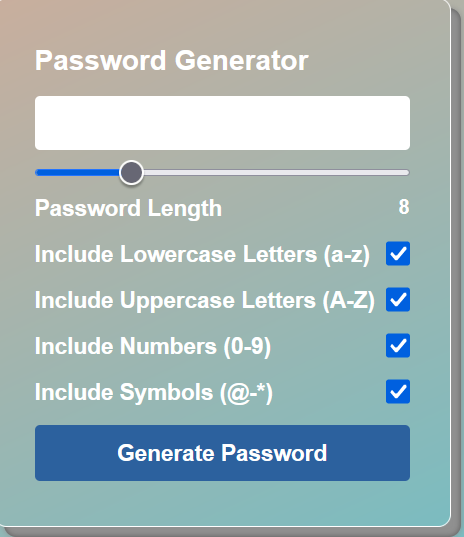 Password Generator
Password Length 8
Include Lowercase Letters (a-z)
Include Uppercase Letters (A-Z)
Include Numbers (0-9)
Include Symbols (@-*)
Generate Password